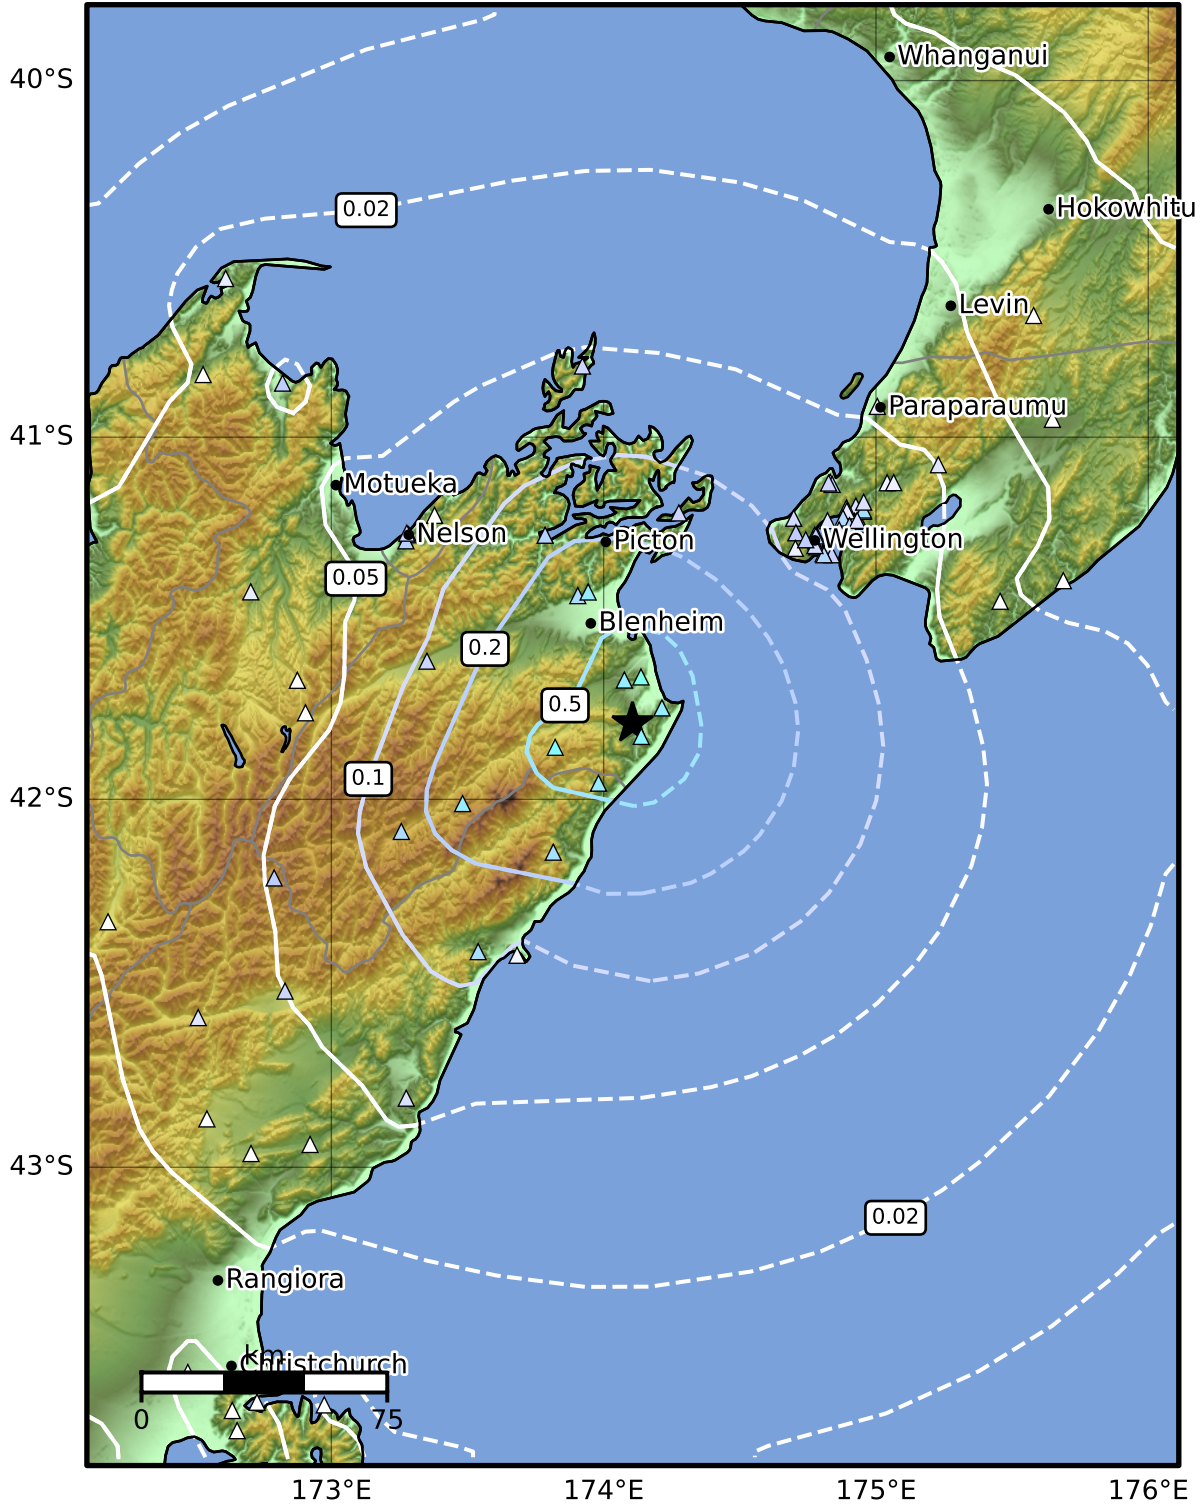 Whanganui
40°S
Hokowhitu
0.02
Levin
Paraparaumu
41°S
Motueka
Nelson
Picton
Wellington
0.05
Blenheim
0.2
0.5
0.1
42°S
43°S
0.02
Rangiora
km
Christchurch
0
75
173°E
174°E
175°E
176°E